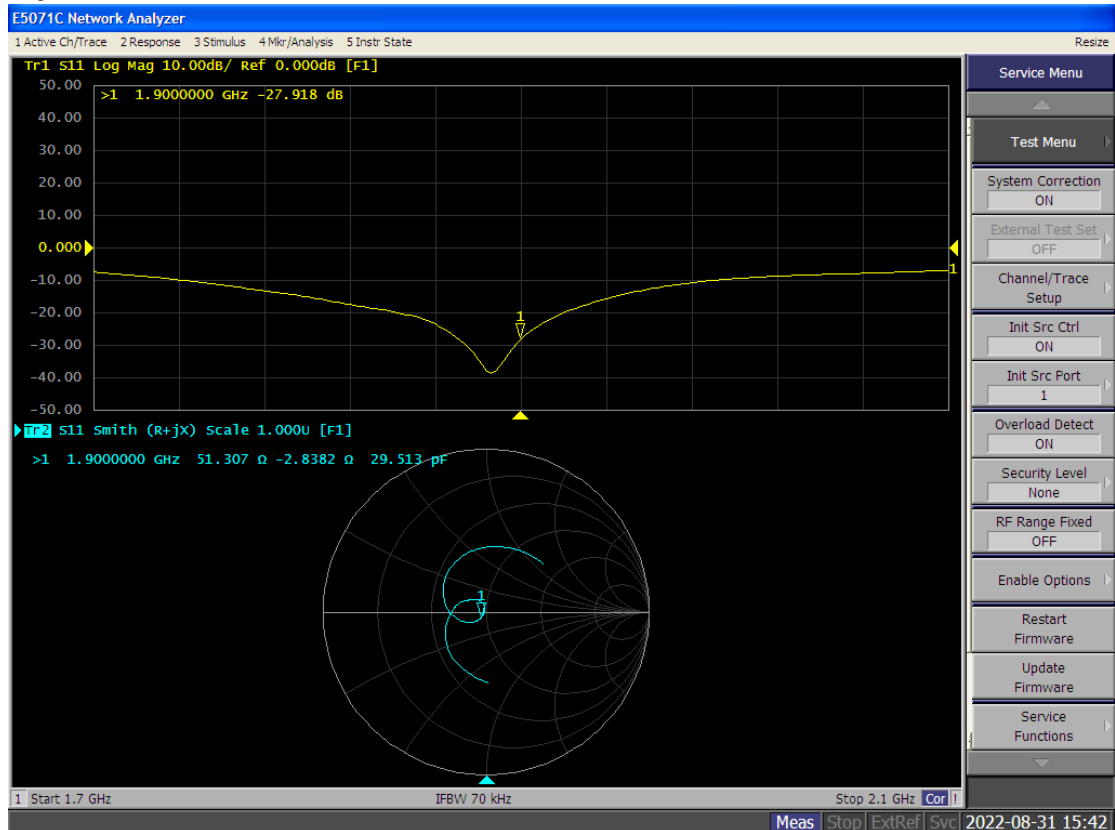 E5071C Network Analyzer
1 Active Ch/Trace 2 Response 3 Stimulus 4 Mkr/Analysis 5 Instr State
Resize
Tr1 S11 Log Mag 10.00dB/ Ref 0.000dB [F1]
50.00
>1 1.9000000 GHz -27.918 dB
40.00
30.00
20.00
10.00
0.000
-10.00
-20.00
-30.00
-40.00
-50.00
1
1
Tr2 S11 Smith (R+jX) Scale 1.000U [F1]
>1 1.9000000 GHz 51.307 Ω -2.8382 Ω 29.513 pF
1
Service Menu
Test Menu
System Correction
ON
External Test Set
OFF
Channel/Trace
Setup
Init Src Ctrl
ON
Init Src Port
1
Overload Detect
ON
Security Level
None
RF Range Fixed
OFF
Enable Options
Restart
Firmware
Update
Firmware
Service
Functions
1 Start 1.7 GHz
IFBW 70 kHz
Stop 2.1 GHz Cor !
Meas Stop ExtRef Svc 2022-08-31 15:42